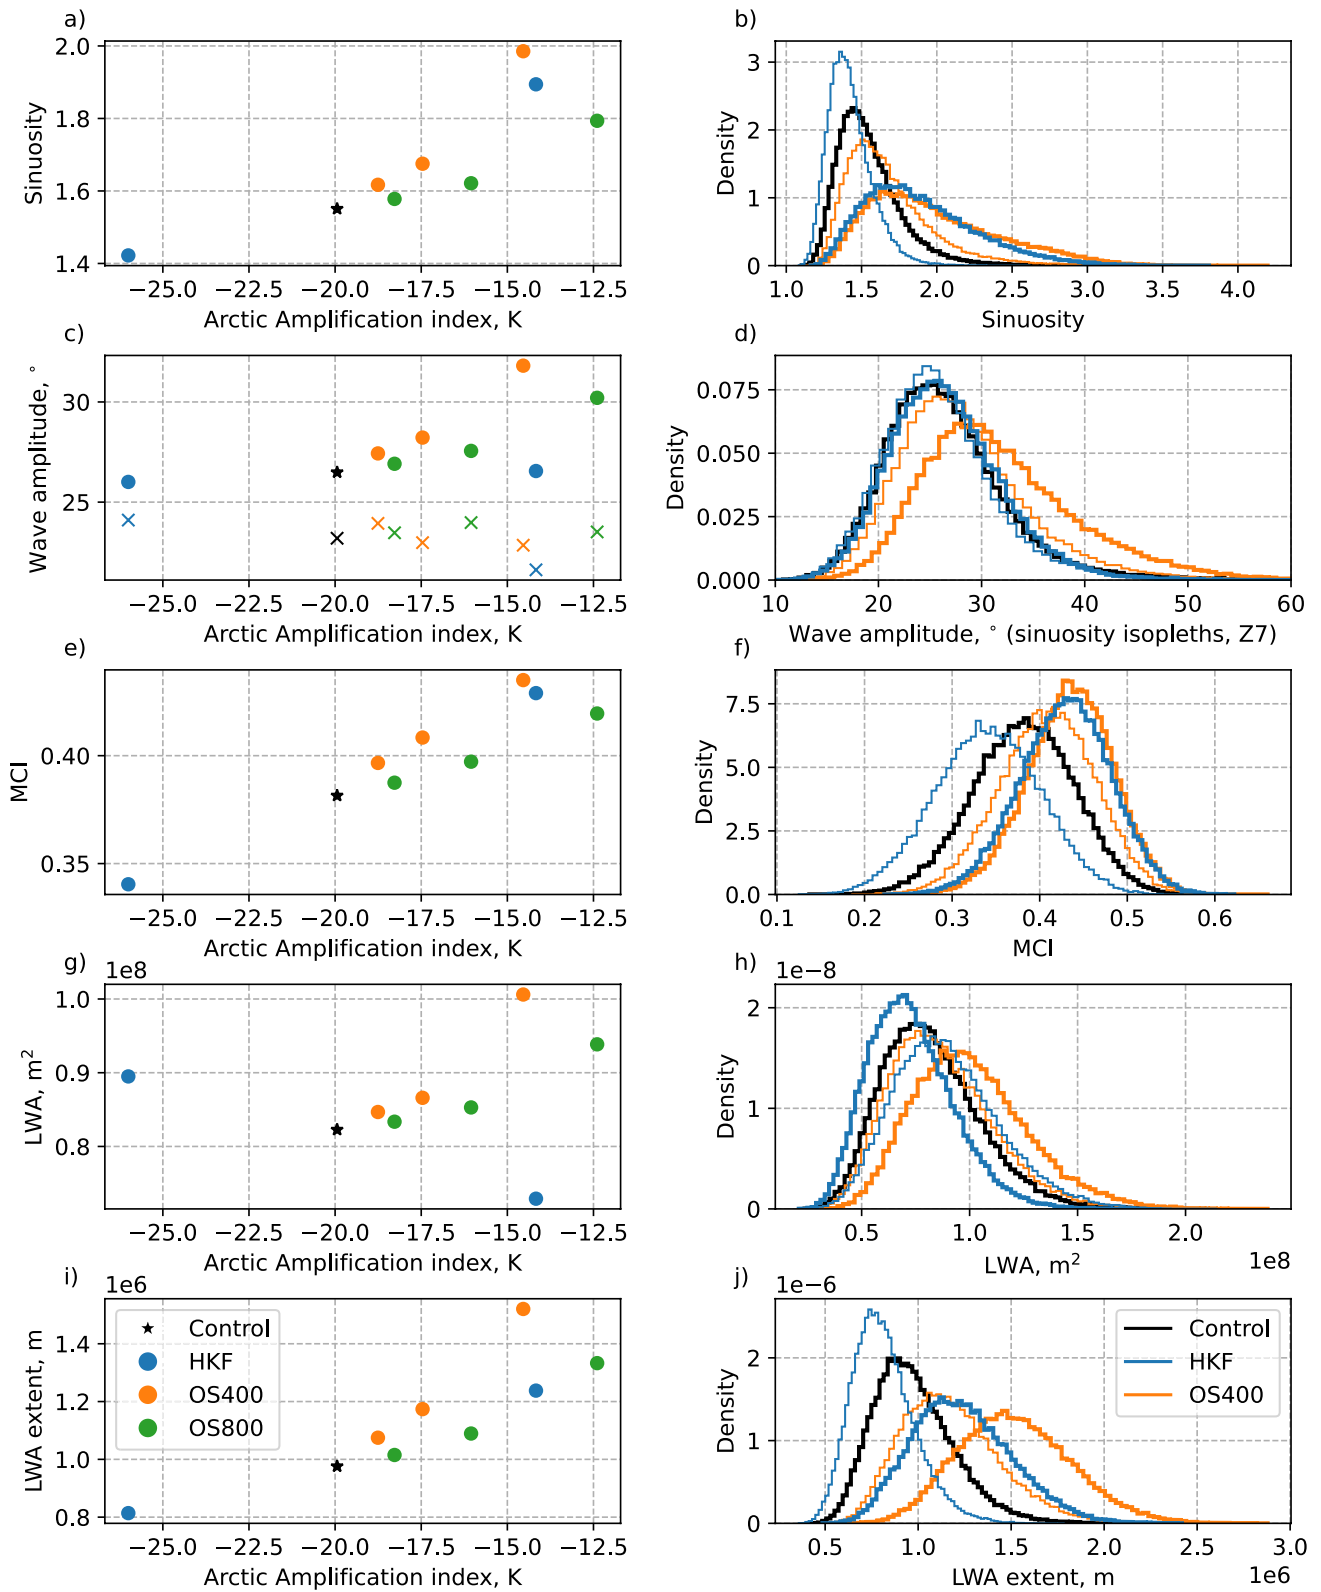 a)
2.0
1.8
1.6
1.4
Sinuosity
−25.0 −22.5 −20.0 −17.5 −15.0 −12.5
Arctic Amplification index, K
b)
3
2
1
0
Density
1.0 1.5 2.0 2.5 3.0 3.5 4.0
Sinuosity
c)
30
25
Wave amplitude, °
−25.0 −22.5 −20.0 −17.5 −15.0 −12.5
Arctic Amplification index, K
d)
0.075
0.050
0.025
0.000
Density
10 20 30 40 50 60
Wave amplitude, ° (sinuosity isopleths, Z7)
e)
0.40
0.35
MCI
−25.0 −22.5 −20.0 −17.5 −15.0 −12.5
Arctic Amplification index, K
f)
7.5
5.0
2.5
0.0
Density
0.1 0.2 0.3 0.4 0.5 0.6
MCI
g) 1e8
1.0
0.9
0.8
LWA, m²
−25.0 −22.5 −20.0 −17.5 −15.0 −12.5
Arctic Amplification index, K
h) 1e−8
2
1
0
Density
0.5 1.0 1.5 2.0
LWA, m² 1e8
i) 1e6
1.4
1.2
1.0
0.8
LWA extent, m
Control
HKF
OS400
OS800
−25.0 −22.5 −20.0 −17.5 −15.0 −12.5
Arctic Amplification index, K
j) 1e−6
2
1
0
Density
Control
HKF
OS400
0.5 1.0 1.5 2.0 2.5 3.0
LWA extent, m 1e6